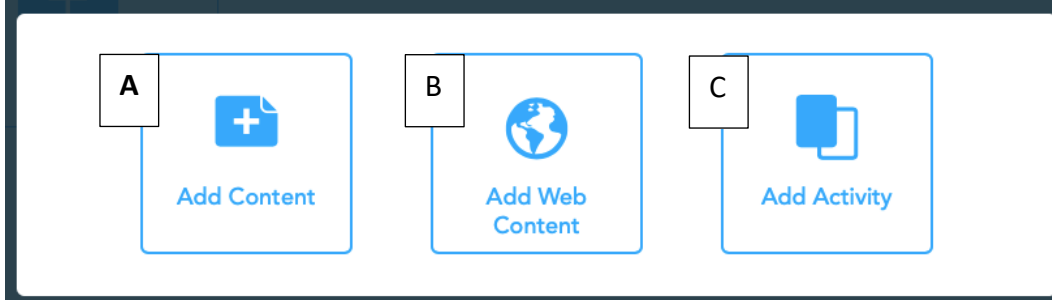 A
Add Content
B
Add Web
Content
C
Add Activity